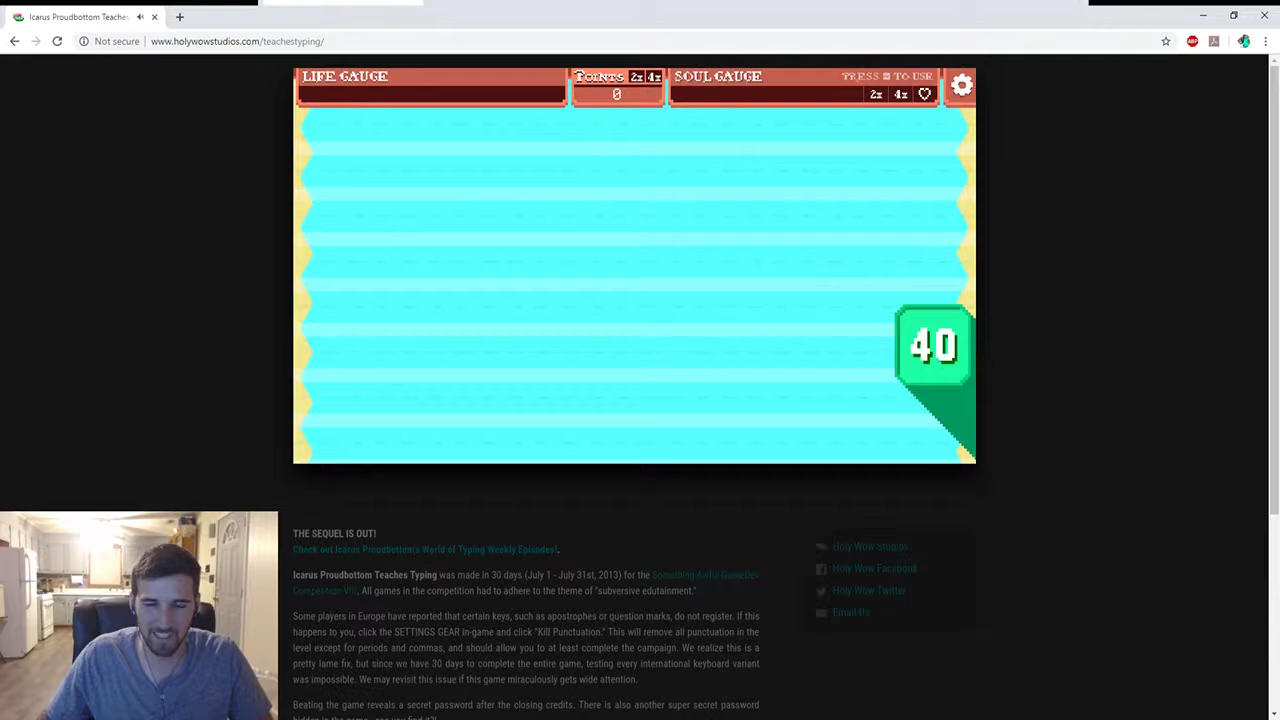 Icarus Proudbottom Teaches
Not secure
www.holywowstudios.com/teachestyping/
ABP
LIFE GAUGE
POINTS 2x 4x
0
SOUL GAUGE
PRESS TO USE
2x 4x
40
THE SEQUEL IS OUT!
Check out Icarus Proudbottom's World of Typing Weekly Episodes!.
Icarus Proudbottom Teaches Typing was made in 30 days (July 1 - July 31st, 2013) for the Something Awful GameDev
Competition VIII. All games in the competition had to adhere to the theme of "subversive edutainment."
Some players in Europe have reported that certain keys, such as apostrophes or question marks, do not register. If this
happens to you, click the SETTINGS GEAR in-game and click "Kill Punctuation." This will remove all punctuation in the
level except for periods and commas, and should allow you to at least complete the campaign. We realize this is a
pretty lame fix, but since we have 30 days to complete the entire game, testing every international keyboard variant
was impossible. We may revisit this issue if this game miraculously gets wide attention.
Beating the game reveals a secret password after the closing credits. There is also another super secret password
hidden in the game - can you find it?!
Holy Wow Studios
Holy Wow Facebook
Holy Wow Twitter
Email Us